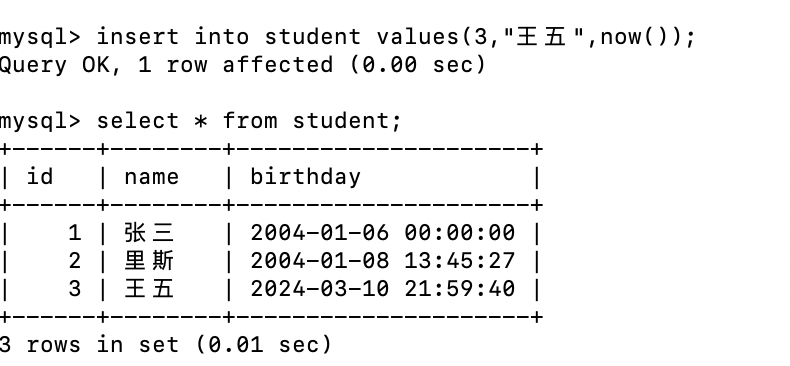 mysql> insert into student values(3,"王五",now());
Query OK, 1 row affected (0.00 sec)
mysql> select * from student;
+------+--------+---------------------+
| id   | name   | birthday            |
+------+--------+---------------------+
|    1 | 张三   | 2004-01-06 00:00:00 |
|    2 | 里斯   | 2004-01-08 13:45:27 |
|    3 | 王五   | 2024-03-10 21:59:40 |
+------+--------+---------------------+
3 rows in set (0.01 sec)